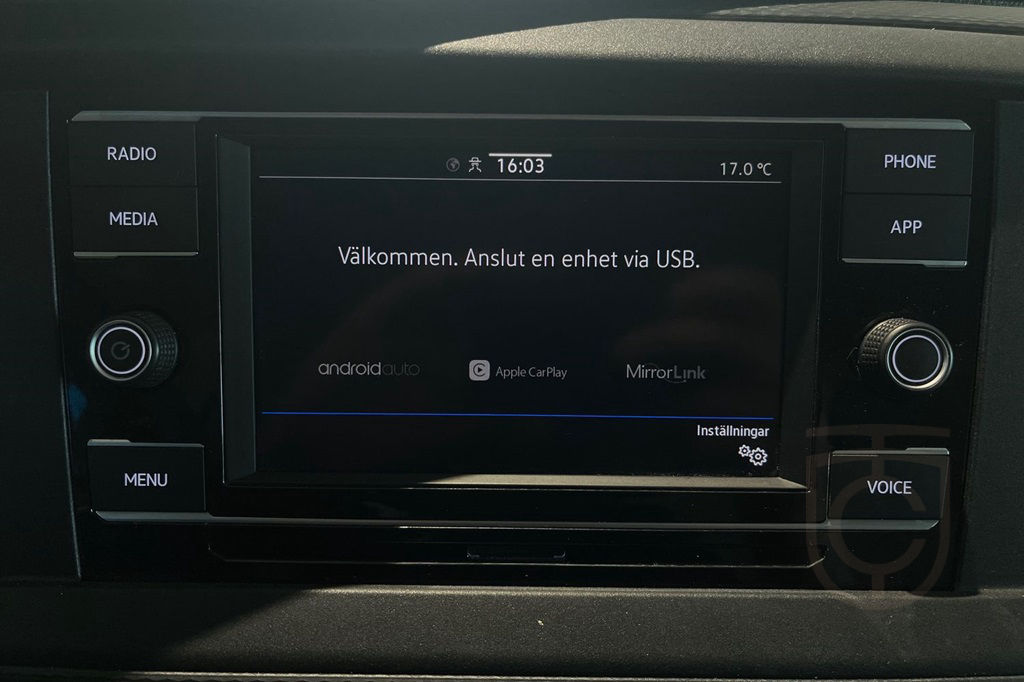 RADIO
MEDIA
MENU
16:03
17.0 °C
Välkommen. Anslut en enhet via USB.
androidauto
Apple CarPlay
MirrorLink
Inställningar
PHONE
APP
VOICE
TC